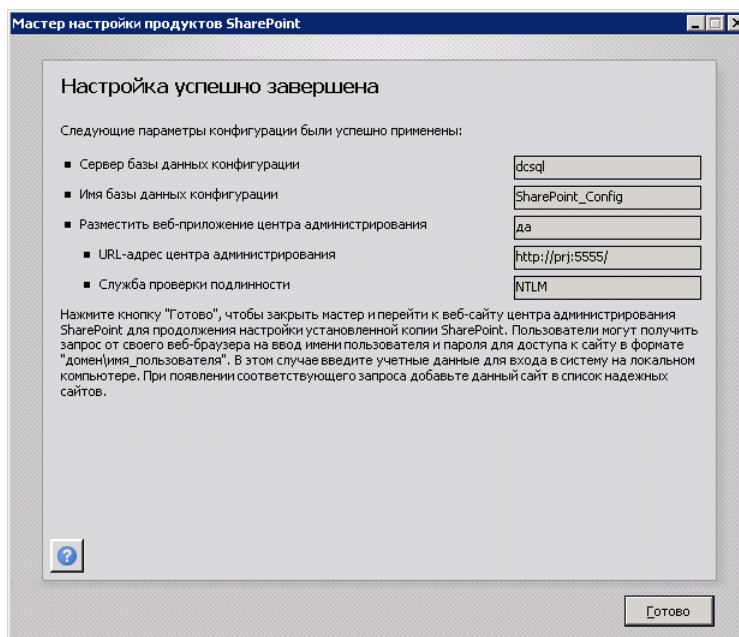 Мастер настройки продуктов SharePoint
Настройка успешно завершена
Следующие параметры конфигурации были успешно применены:
Сервер базы данных конфигурации dcsql
Имя базы данных конфигурации SharePoint_Config
Разместить веб-приложение центра администрирования да
URL-адрес центра администрирования http://prj:5555/
Служба проверки подлинности NTLM
Нажмите кнопку "Готово", чтобы закрыть мастер и перейти к веб-сайту центра администрирования
SharePoint для продолжения настройки установленной копии SharePoint. Пользователи могут получить
запрос от своего веб-браузера на ввод имени пользователя и пароля для доступа к сайту в формате
"домен\имя_пользователя". В этом случае введите учетные данные для входа в систему на локальном
компьютере. При появлении соответствующего запроса добавьте данный сайт в список надежных
сайтов.
?
Готово